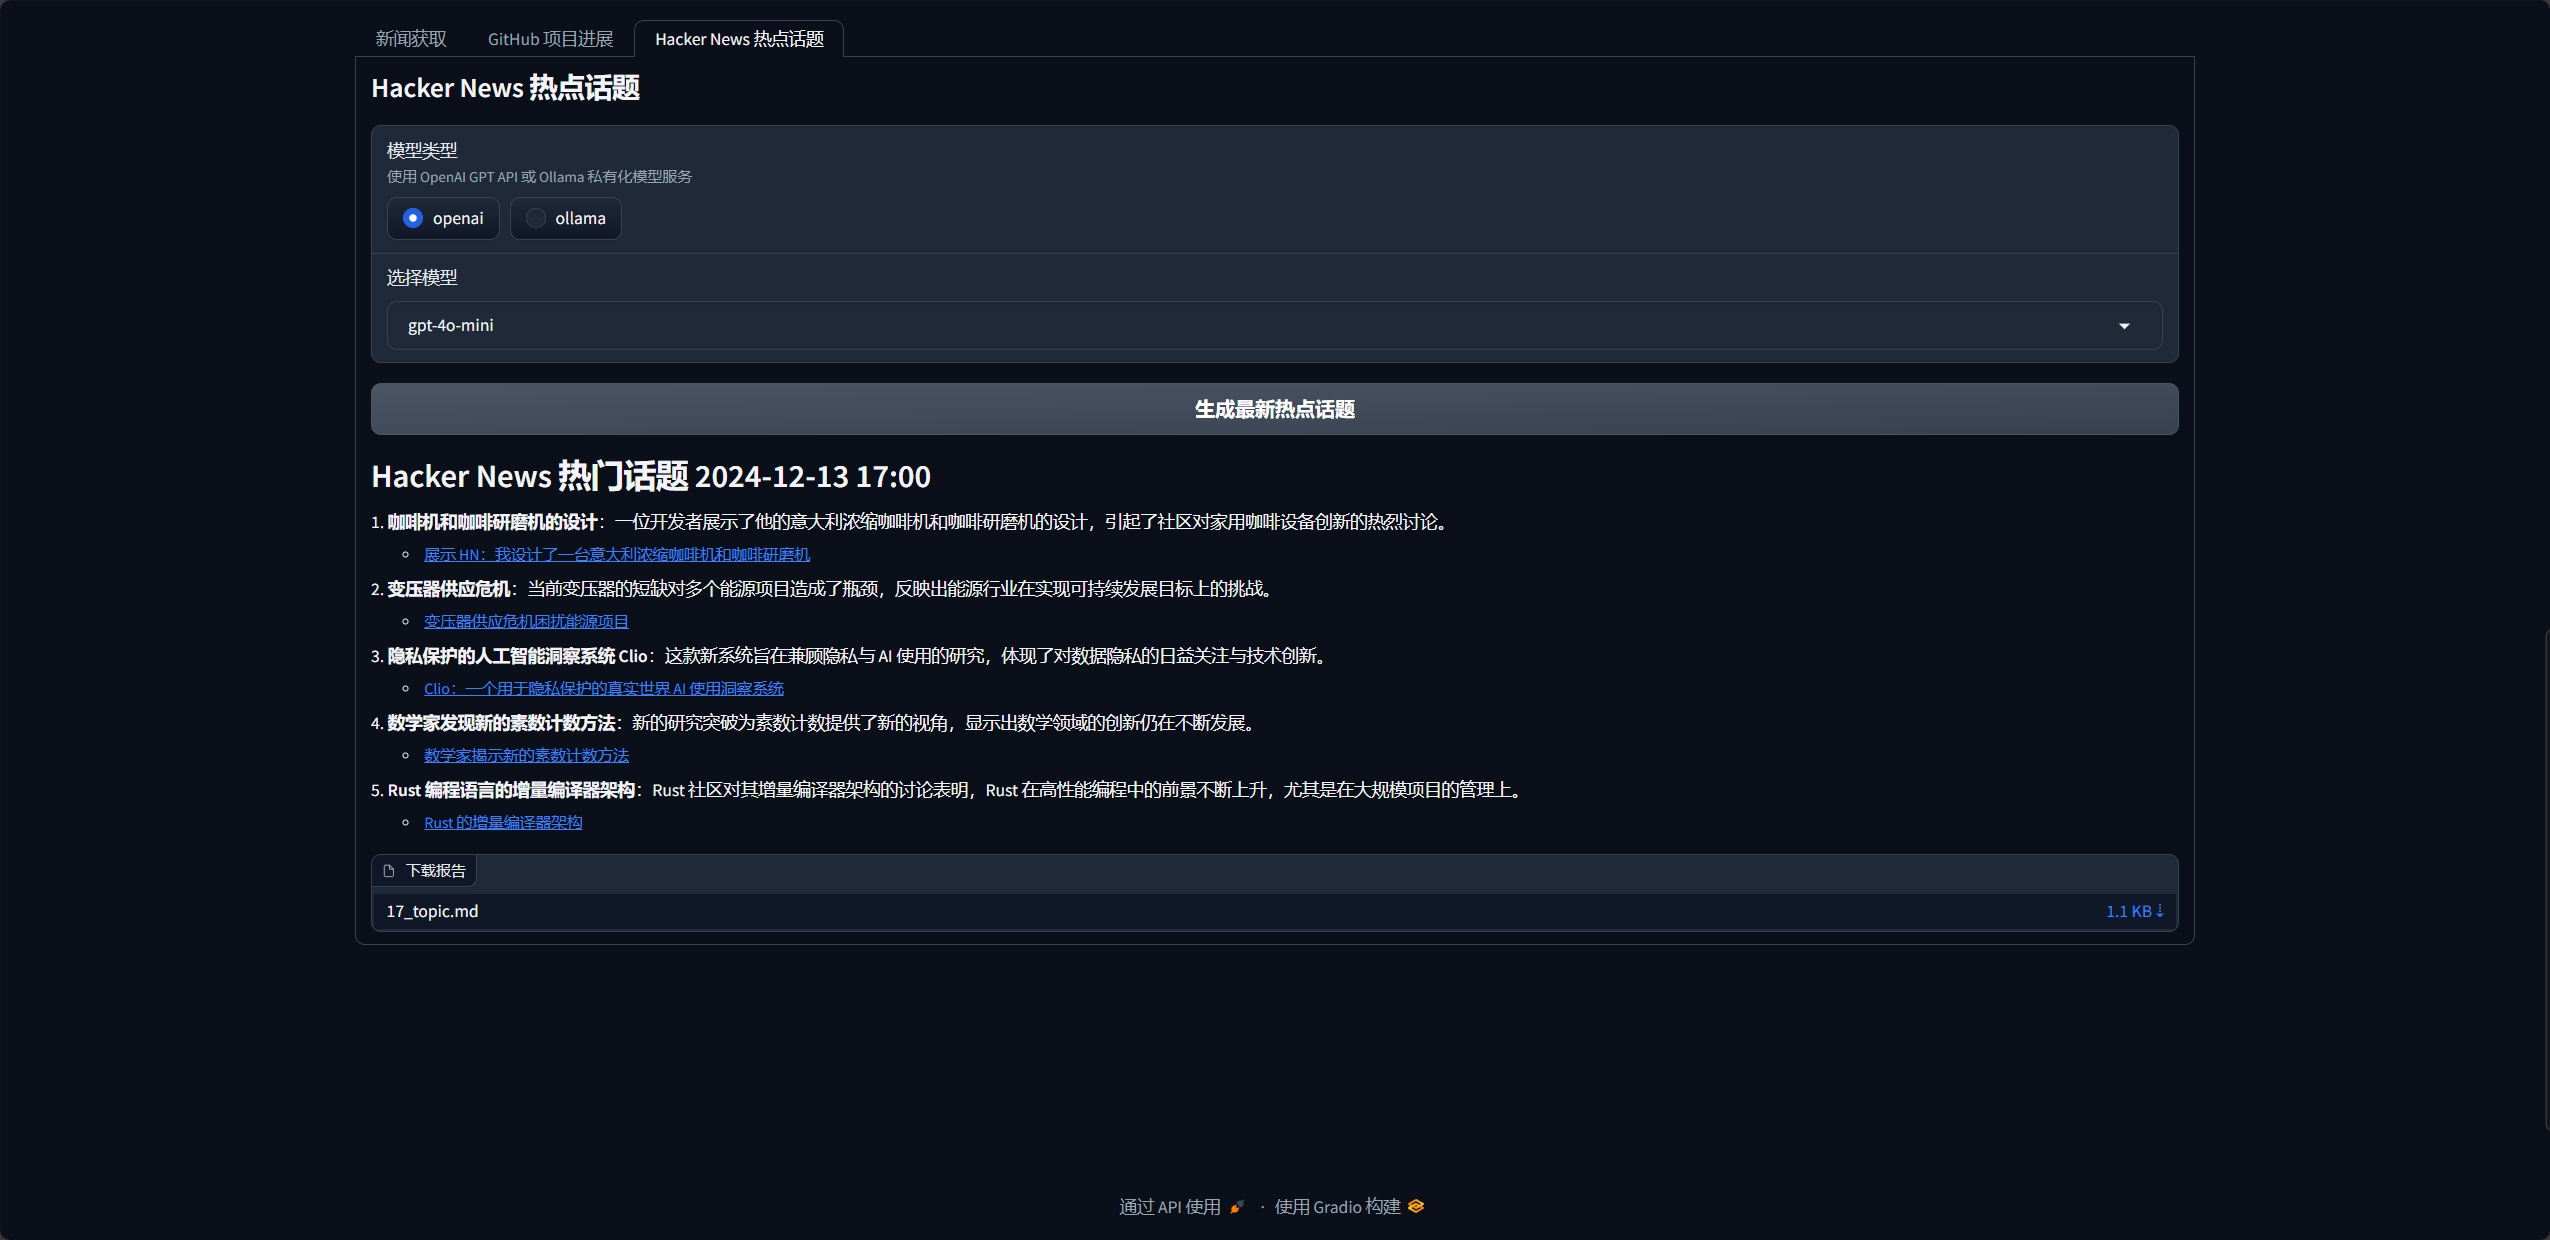 新闻获取
GitHub 项目进展
Hacker News 热点话题
Hacker News 热点话题
模型类型
使用 OpenAI GPT API 或 Ollama 私有化模型服务
openai
ollama
选择模型
gpt-4o-mini
生成最新热点话题
Hacker News 热门话题 2024-12-13 17:00
1. 咖啡机和咖啡研磨机的设计：一位开发者展示了他的意大利浓缩咖啡机和咖啡研磨机的设计，引起了社区对家用咖啡设备创新的热烈讨论。
展示 HN：我设计了一台意大利浓缩咖啡机和咖啡研磨机
2. 变压器供应危机：当前变压器的短缺对多个能源项目造成了瓶颈，反映出能源行业在实现可持续发展目标上的挑战。
变压器供应危机困扰能源项目
3. 隐私保护的人工智能洞察系统 Clio：这款新系统旨在兼顾隐私与 AI 使用的研究，体现了对数据隐私的日益关注与技术创新。
Clio：一个用于隐私保护的真实世界 AI 使用洞察系统
4. 数学家发现新的素数计数方法：新的研究突破为素数计数提供了新的视角，显示出数学领域的创新仍在不断发展。
数学家揭示新的素数计数方法
5. Rust 编程语言的增量编译器架构：Rust 社区对其增量编译器架构的讨论表明，Rust 在高性能编程中的前景不断上升，尤其是在大规模项目的管理上。
Rust 的增量编译器架构
下载报告
17_topic.md
1.1 KB ⇣
通过 API 使用 · 使用 Gradio 构建